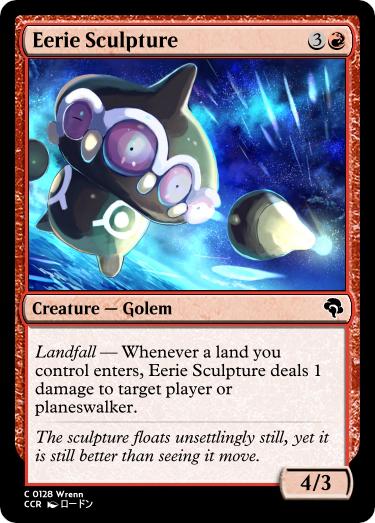 Eerie Sculpture 3
Creature — Golem
Landfall — Whenever a land you
control enters, Eerie Sculpture deals 1
damage to target player or
planeswalker.
The sculpture floats unsettlingly still, yet it
is still better than seeing it move.
4/3
C 0128 Wrenn
CCR ロードン